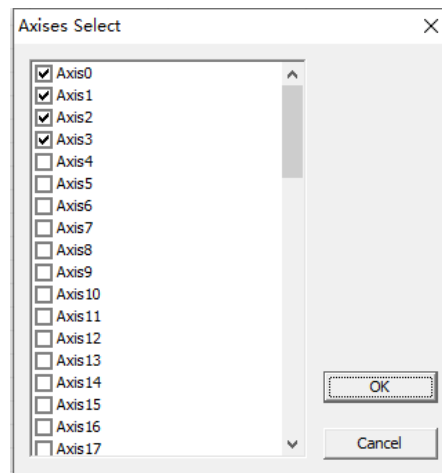 Axises Select
Axis0
Axis1
Axis2
Axis3
Axis4
Axis5
Axis6
Axis7
Axis8
Axis9
Axis10
Axis11
Axis12
Axis13
Axis14
Axis15
Axis16
Axis17
OK
Cancel